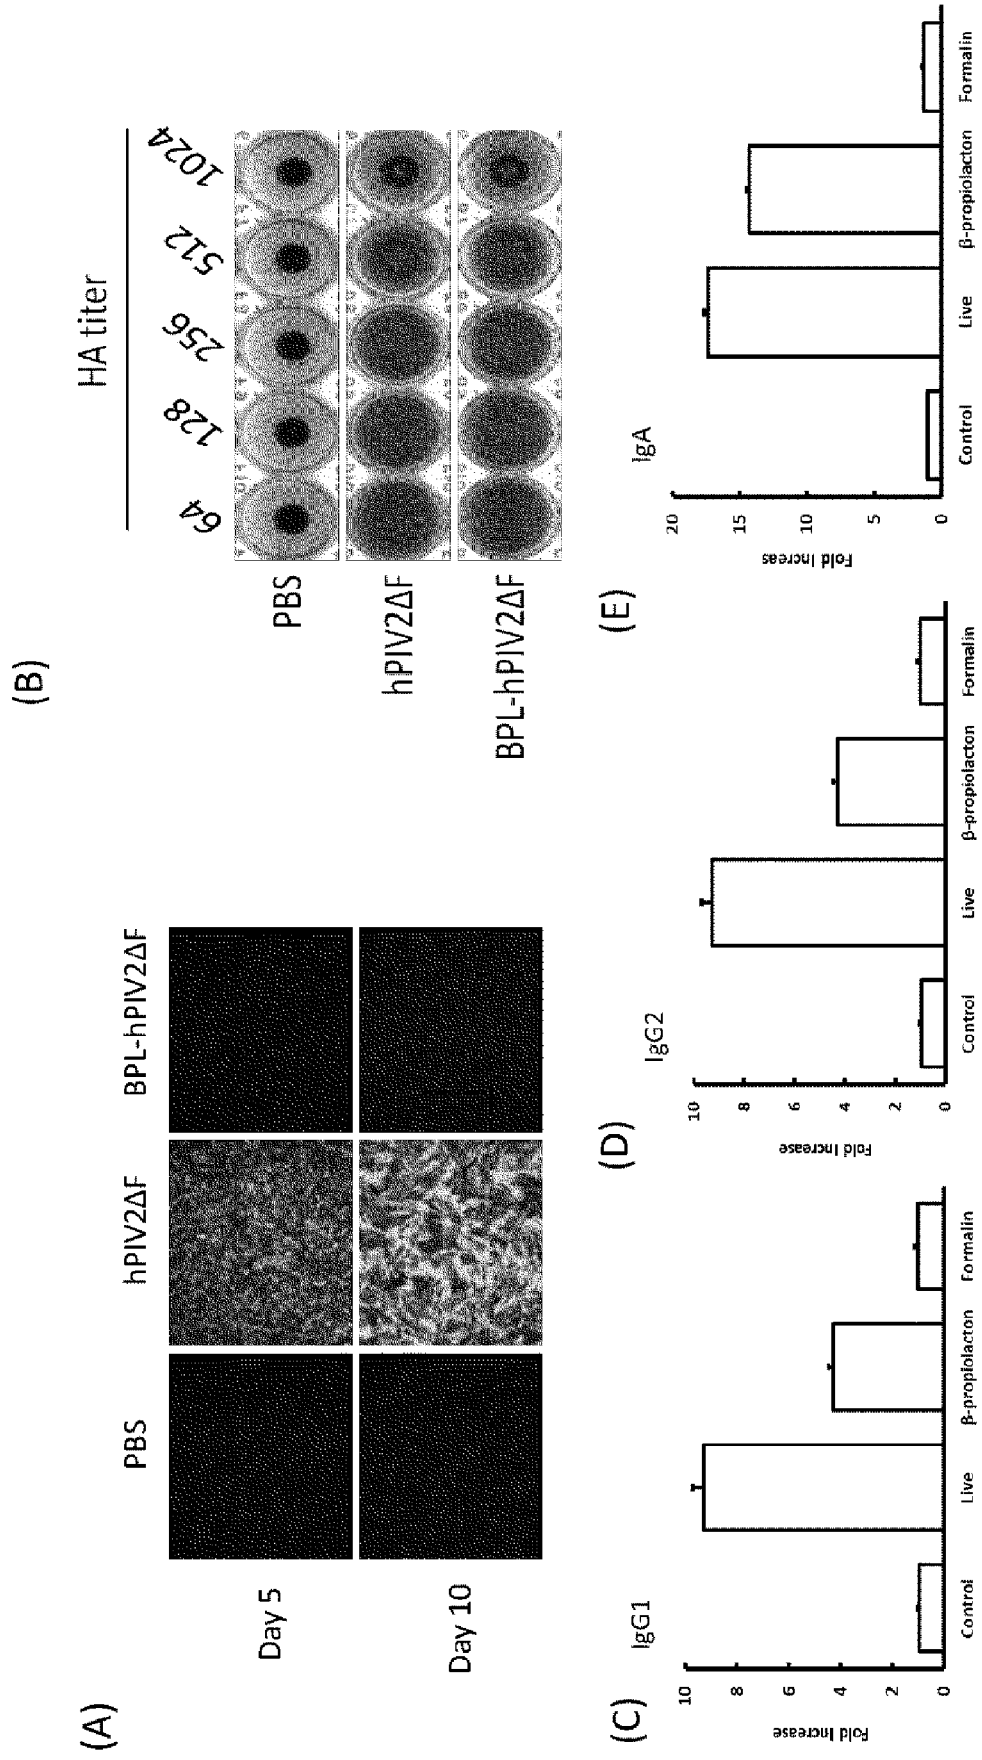 (A)
PBS hPIV2ΔF BPL-hPIV2ΔF
Day 5
Day 10
(B)
HA titer
64 128 256 512 1024
PBS
hPIV2ΔF
BPL-hPIV2ΔF
(C)
IgG1
Fold Increase
10
8
6
4
2
0
Control Live β-propiolacton Formalin
(D)
IgG2
Fold Increase
10
8
6
4
2
0
Control Live β-propiolacton Formalin
(E)
IgA
Fold Increas
20
15
10
5
0
Control Live β-propiolacton Formalin